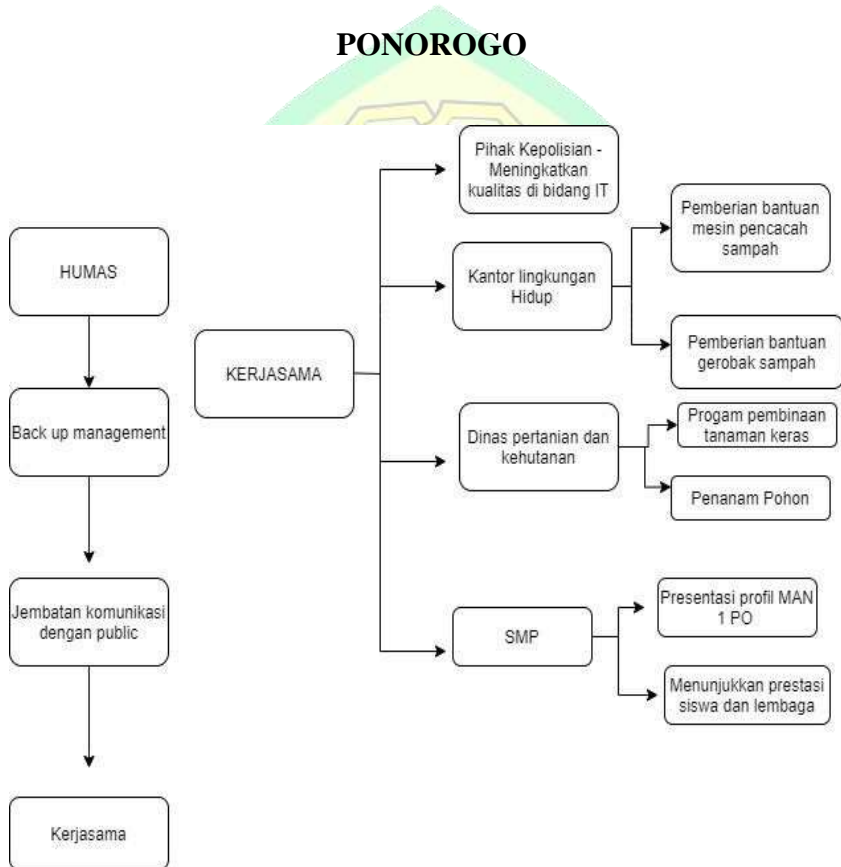 PONOROGO
HUMAS
Back up management
Jembatan komunikasi
dengan public
Kerjasama
KERJASAMA
Pihak Kepolisian -
Meningkatkan
kualitas di bidang IT
Kantor lingkungan
Hidup
Pemberian bantuan
mesin pencacah
sampah
Pemberian bantuan
gerobak sampah
Dinas pertanian dan
kehutanan
Progam pembinaan
tanaman keras
Penanam Pohon
SMP
Presentasi profil MAN
1 PO
Menunjukkan prestasi
siswa dan lembaga